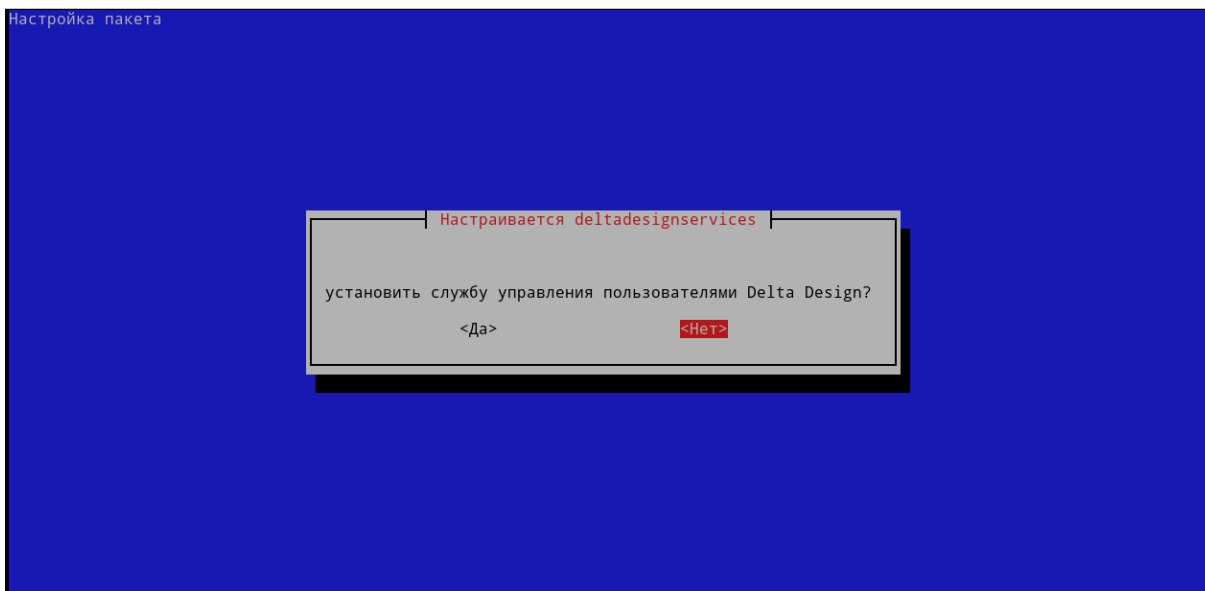 Настройка пакета
Настраивается deltadesignservices
установить службу управления пользователями Delta Design?
<Да> <Нет>